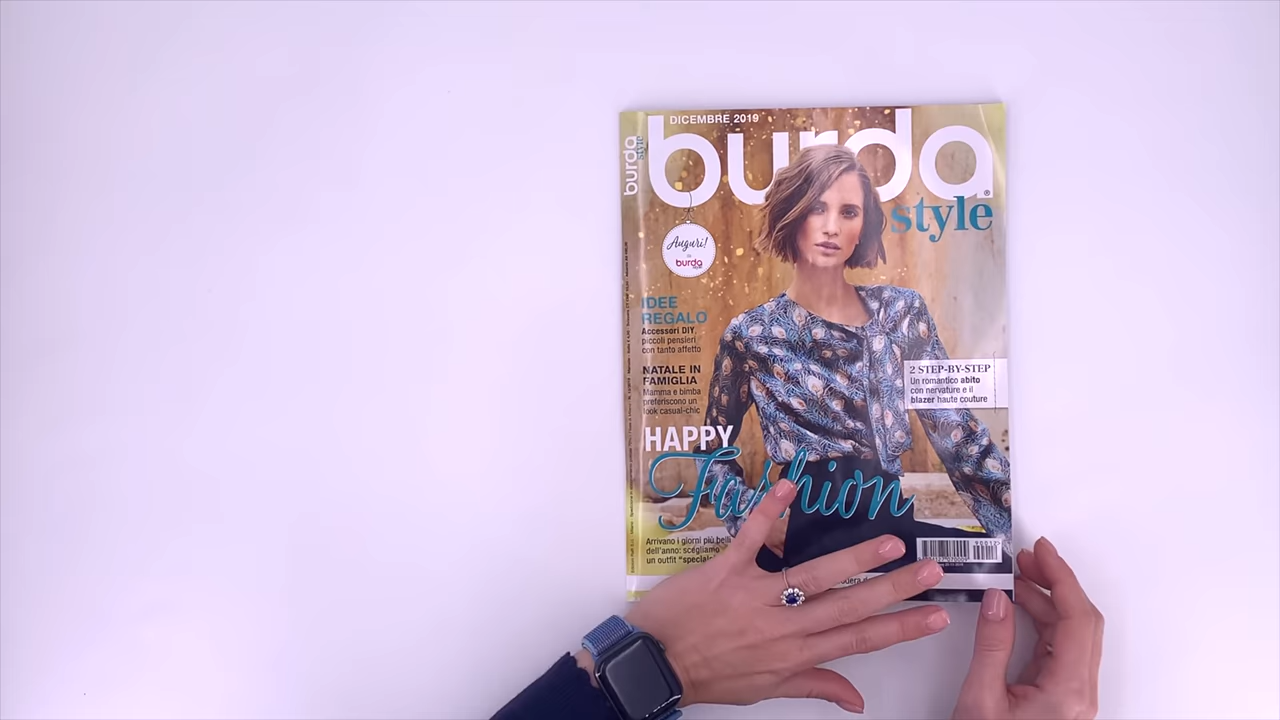 DICEMBRE 2019
burda
style
burda style
Auguri!
burda
style
IDEE
REGALO
Accessori DIY,
piccoli pensieri
con tanto affetto
NATALE IN
FAMIGLIA
Mamma e bimba
preferiscono un
look casual-chic
2 STEP-BY-STEP
Un romantico abito
con nervature e il
blazer haute couture
HAPPY
Fashion
Arrivano i giorni più belli
dell'anno: scegliamo
un outfit "speciale"